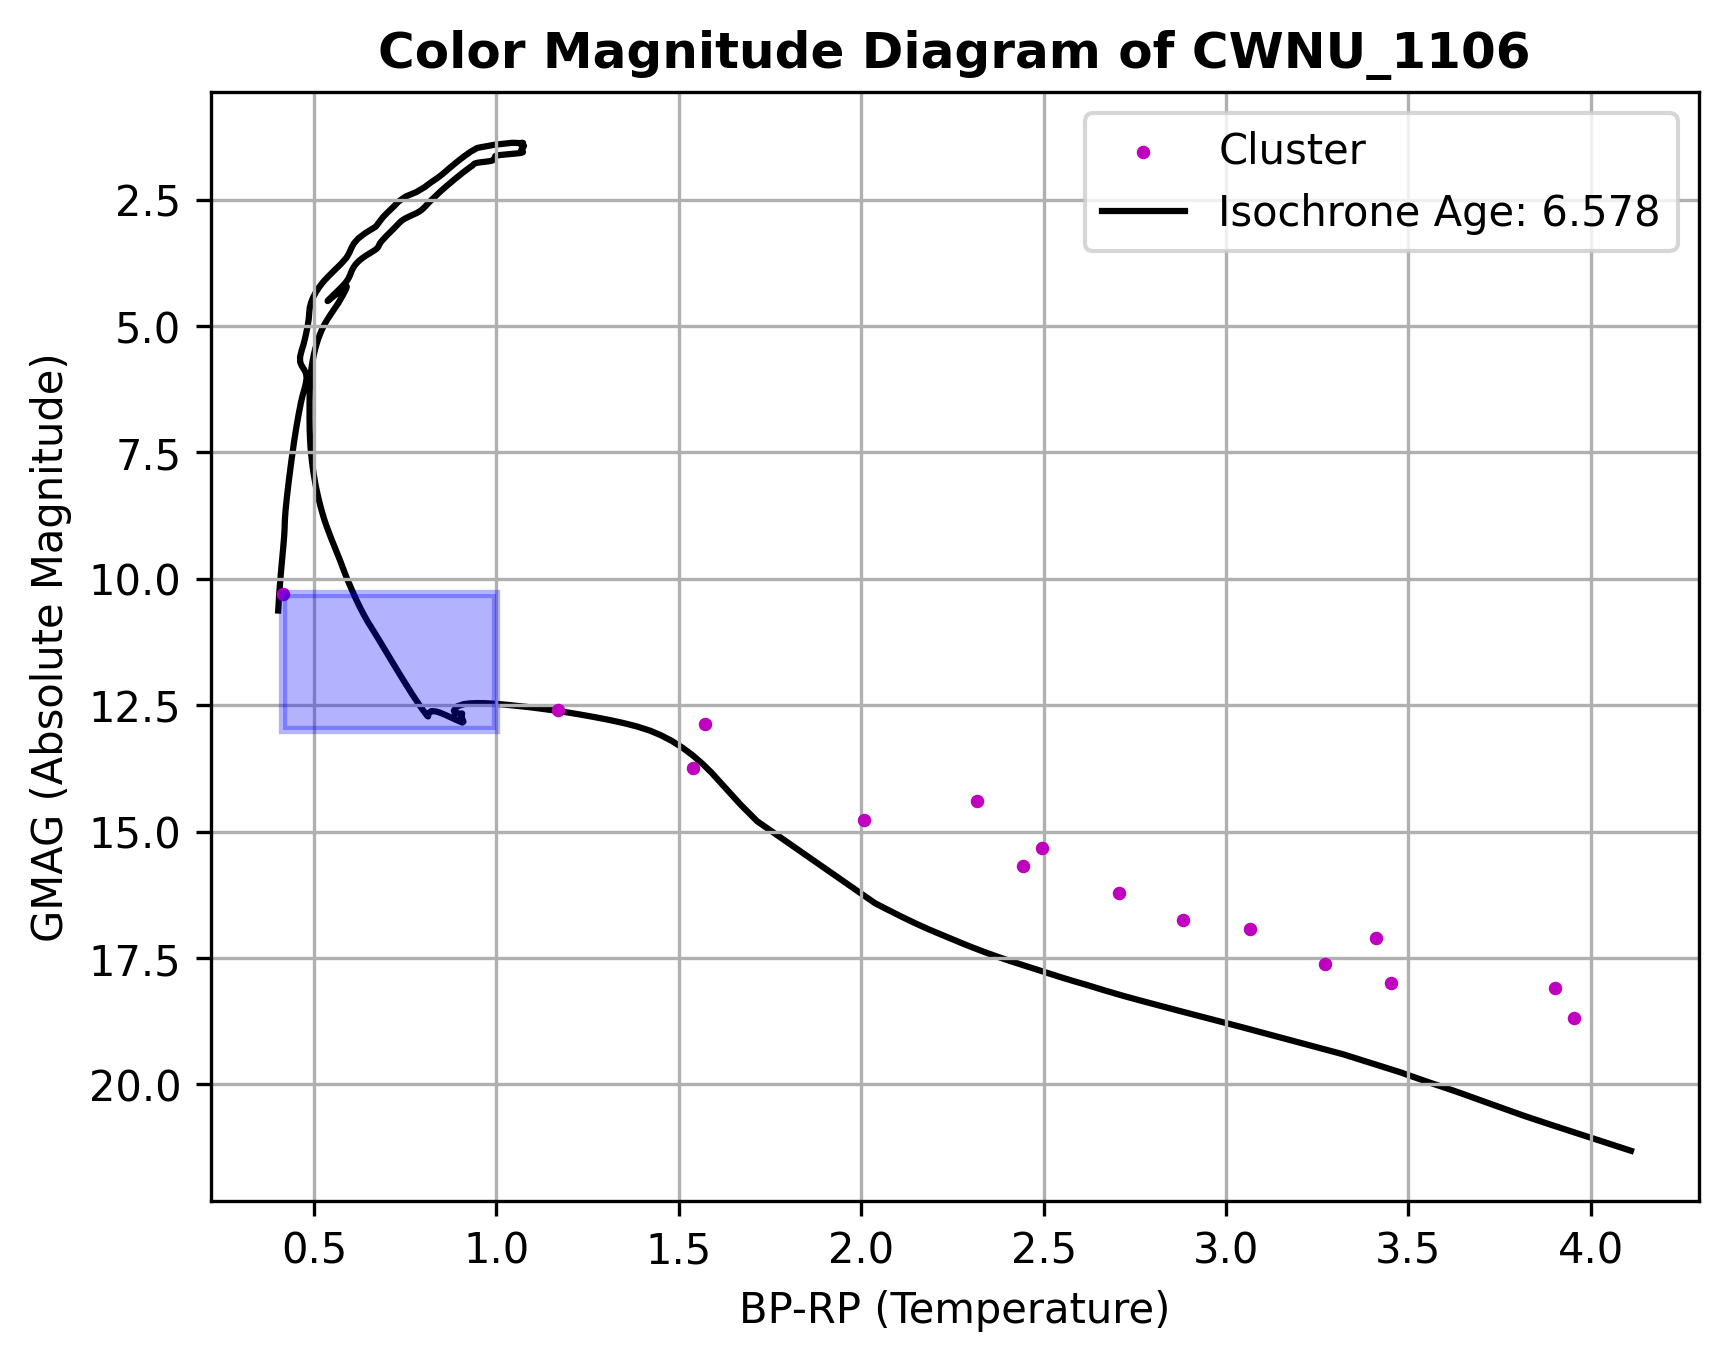 Color Magnitude Diagram of CWNU_1106
Cluster
Isochrone Age: 6.578
GMAG (Absolute Magnitude)
2.5
5.0
7.5
10.0
12.5
15.0
17.5
20.0
0.5 1.0 1.5 2.0 2.5 3.0 3.5 4.0
BP-RP (Temperature)